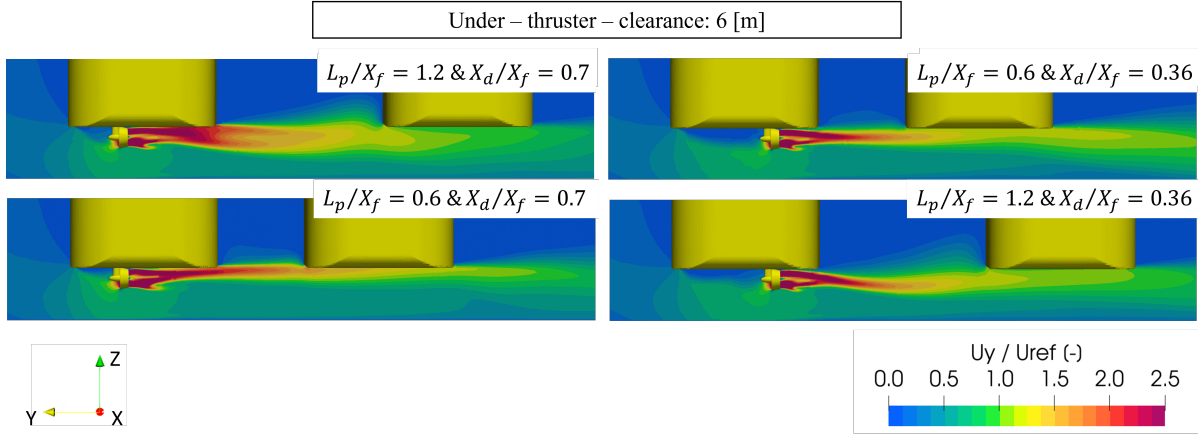 Under – thruster – clearance: 6 [m]
L_p/X_f = 1.2 & X_d/X_f = 0.7
L_p/X_f = 0.6 & X_d/X_f = 0.36
L_p/X_f = 0.6 & X_d/X_f = 0.7
L_p/X_f = 1.2 & X_d/X_f = 0.36
Z
Y X
Uy / Uref (-)
0.0 0.5 1.0 1.5 2.0 2.5